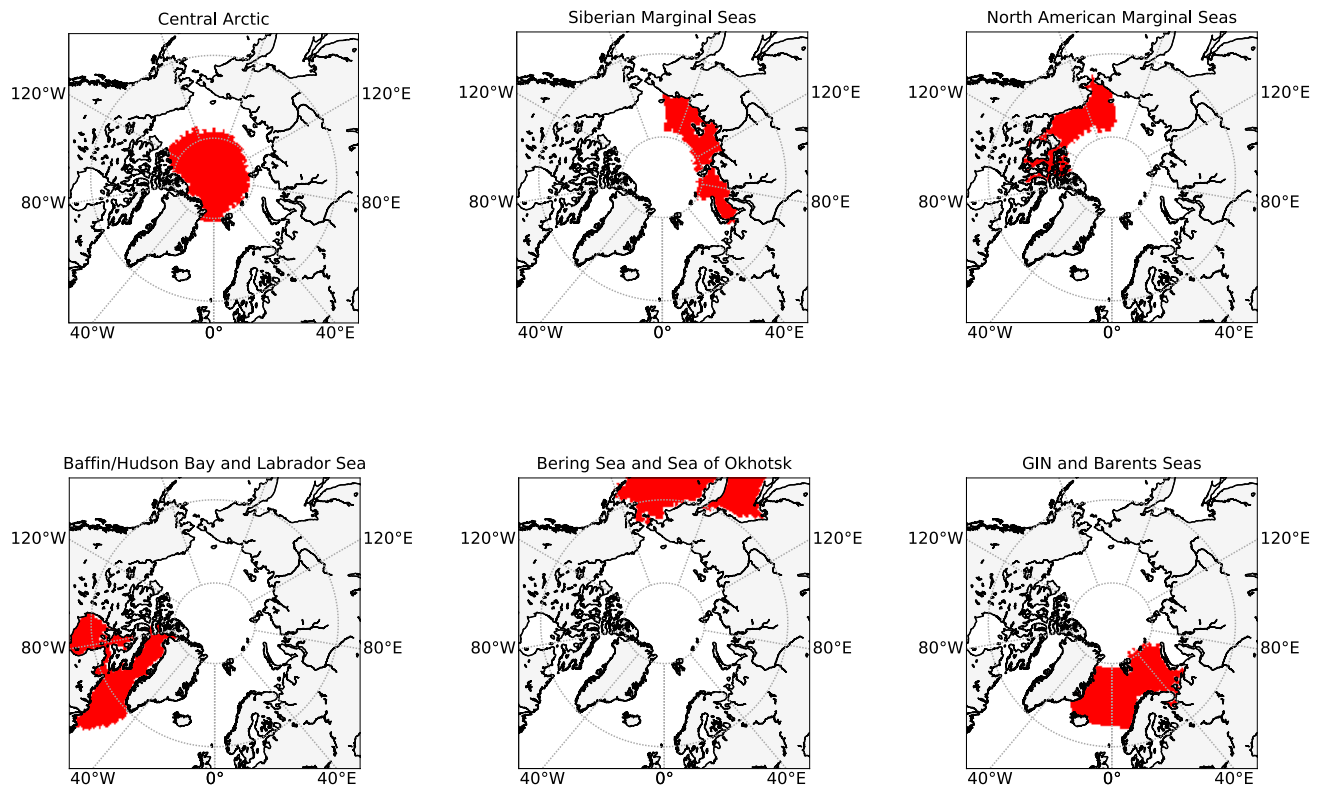 Central Arctic
Siberian Marginal Seas
North American Marginal Seas
120°W
120°E
120°W
120°E
120°W
120°E
80°W
80°E
80°W
80°E
80°W
80°E
40°W
0°
40°E
40°W
0°
40°E
40°W
0°
40°E
Baffin/Hudson Bay and Labrador Sea
Bering Sea and Sea of Okhotsk
GIN and Barents Seas
120°W
120°E
120°W
120°E
120°W
120°E
80°W
80°E
80°W
80°E
80°W
80°E
40°W
0°
40°E
40°W
0°
40°E
40°W
0°
40°E